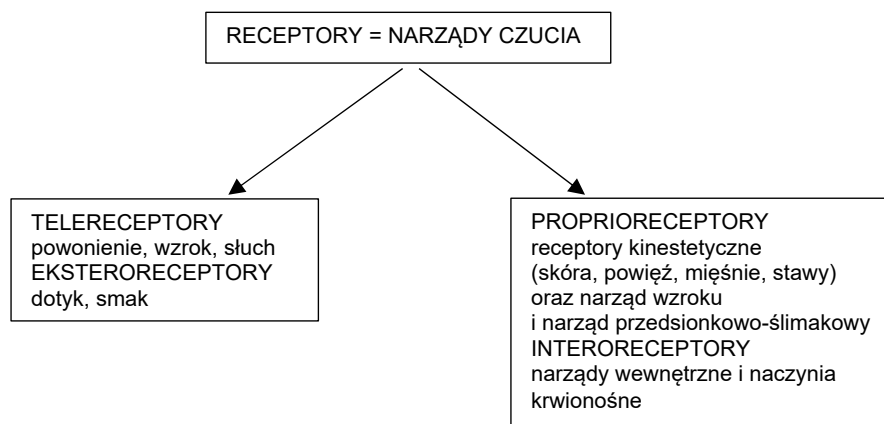 RECEPTORY = NARZĄDY CZUCIA
TELERECEPTORY
powonienie, wzrok, słuch
EKSTERORECEPTORY
dotyk, smak
PROPRIORECEPTORY
receptory kinestetyczne
(skóra, powięź, mięśnie, stawy)
oraz narząd wzroku
i narząd przedsionkowo-ślimakowy
INTERORECEPTORY
narządy wewnętrzne i naczynia
krwionośne